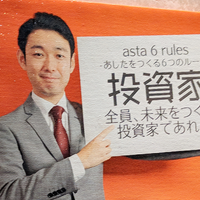 asta 6 rules
-あしたをつくる6つのルー
投資家
全員、未来をつく
投資家であれ